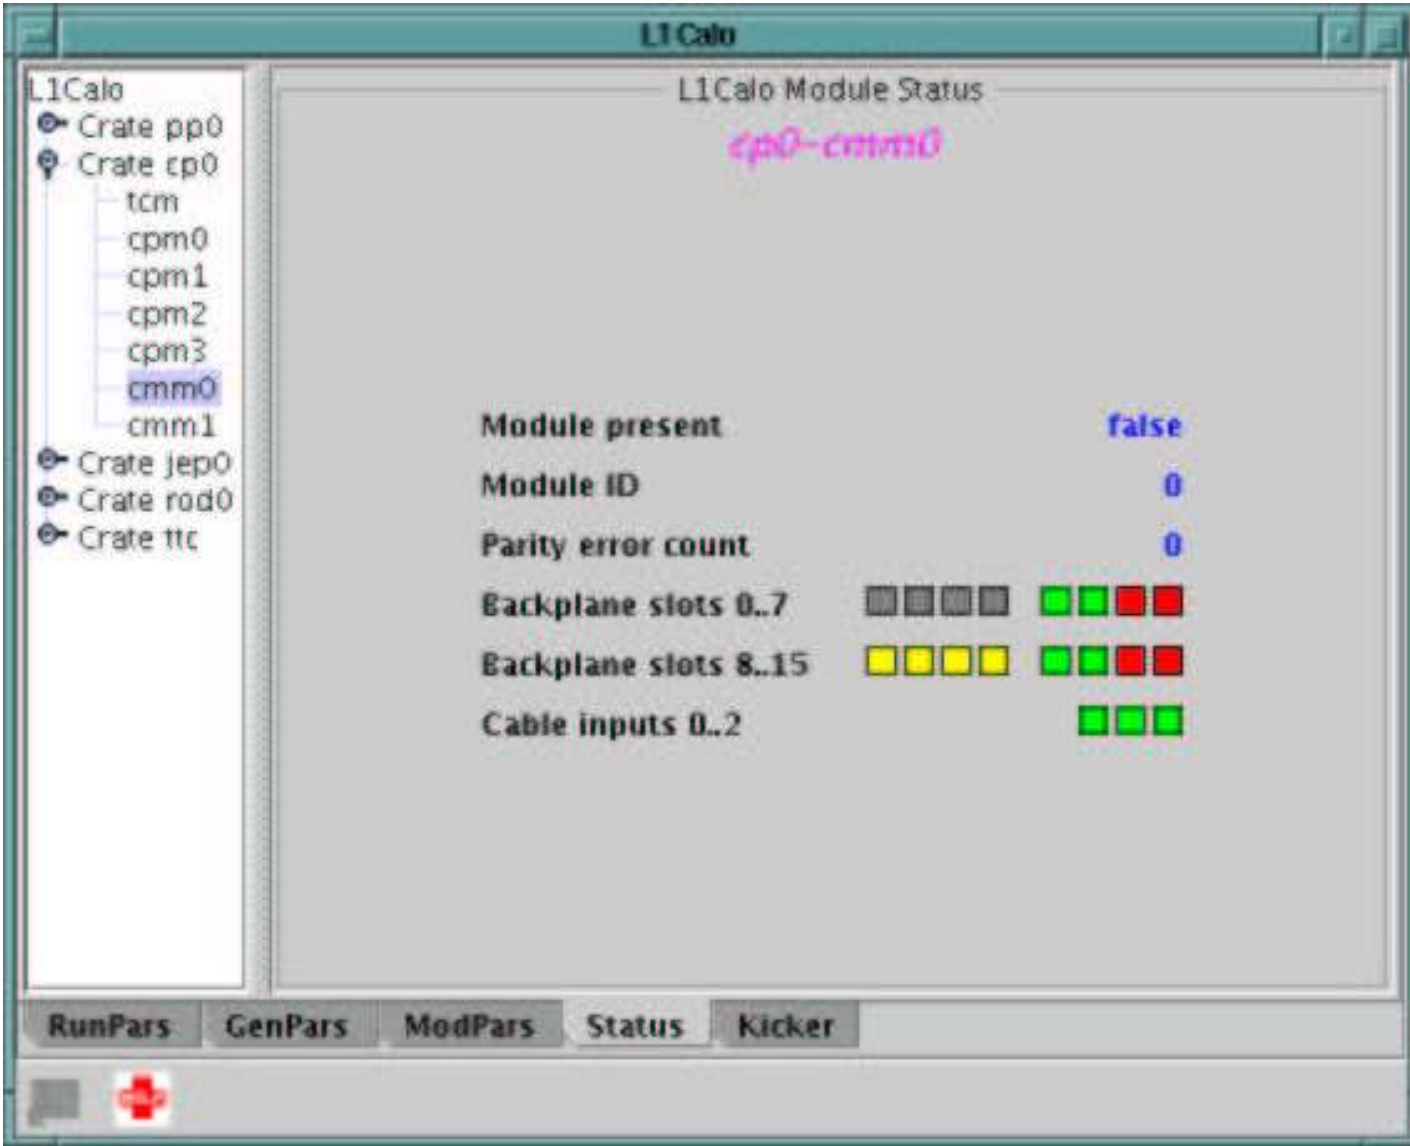 L1Calo
L1Calo
Crate pp0
Crate cp0
tcm
cpm0
cpm1
cpm2
cpm3
cmm0
cmm1
Crate jep0
Crate rod0
Crate ttc
L1Calo Module Status
cp0-cmm0
Module present false
Module ID 0
Parity error count 0
Backplane slots 0..7
Backplane slots 8..15
Cable inputs 0..2
RunPars GenPars ModPars Status Kicker